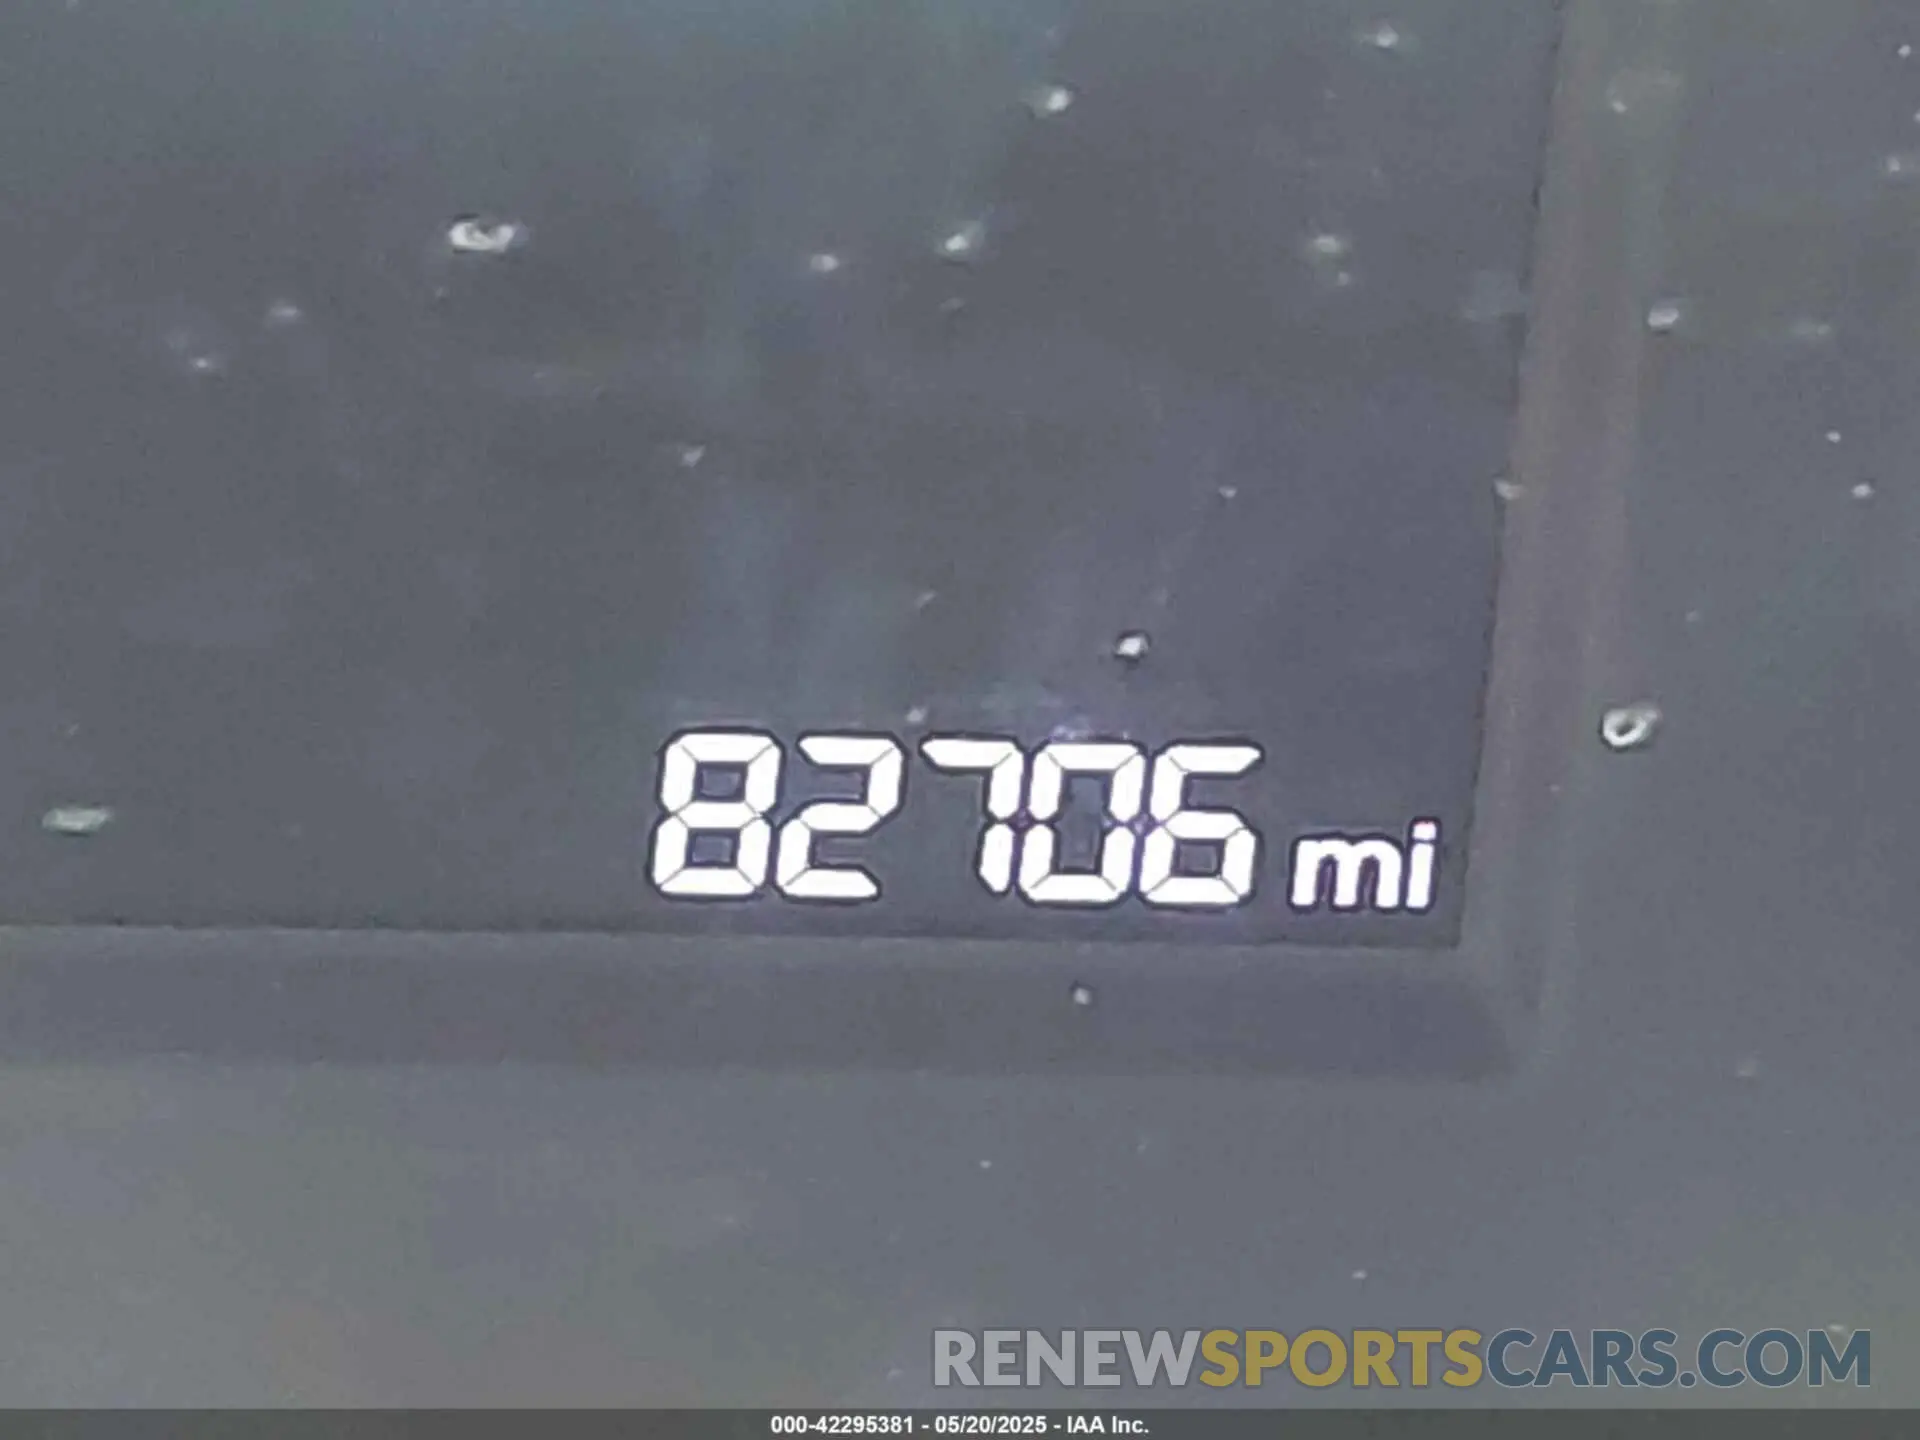 82706 mi
RENEWSPORTSCARS.COM
000-42295381 - 05/20/2025 - IAA Inc.